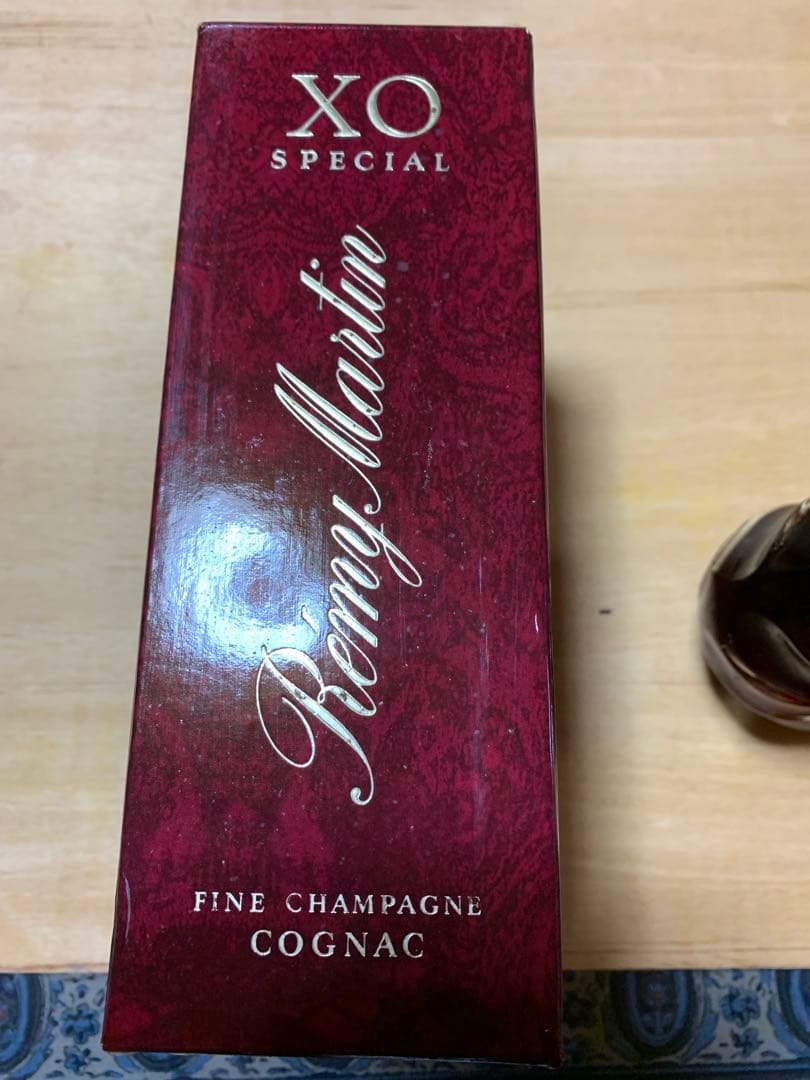 XO
SPECIAL
Rémy Martin
FINE CHAMPAGNE
COGNAC